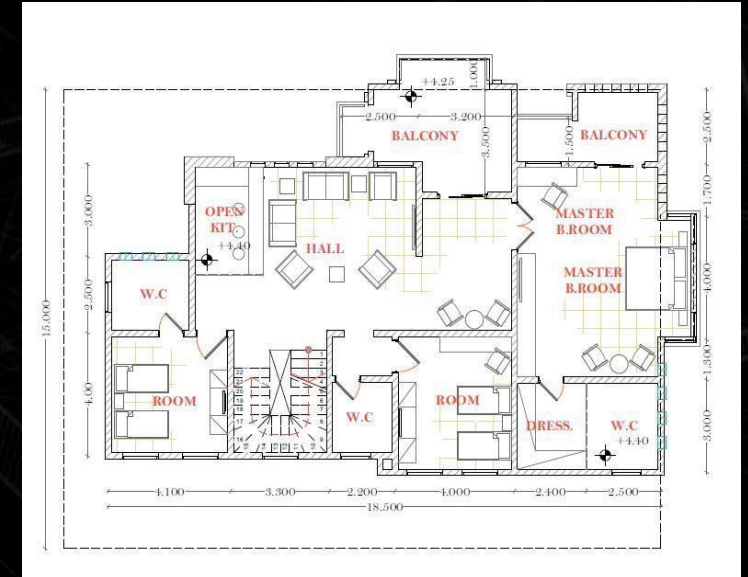 +4.25
1.000
2.500
3.200
BALCONY
3.500
1.500
BALCONY
2.500
1.700
4.000
1.300
3.000
15.000
3.000
2.500
4.00
OPEN
KIT.
+4.40
HALL
MASTER
B.ROOM
MASTER
B.ROOM
W.C
ROOM
W.C
ROOM
DRESS.
W.C
+4.40
4.100
3.300
2.200
4.000
2.400
2.500
18.500